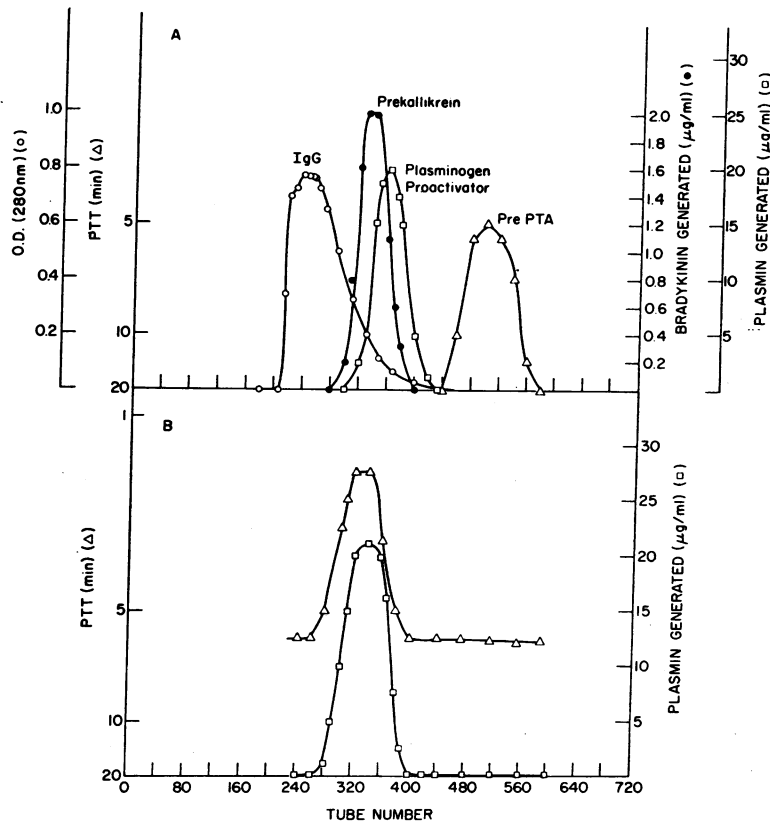 A
O.D. (280nm) (○)
1.0
0.8
0.6
0.4
0.2
PTT (min) (△)
5
10
20
IgG
Prekallikrein
Plasminogen
Proactivator
Pre PTA
BRADYKININ GENERATED (μg/ml) (●)
2.0
1.8
1.6
1.4
1.2
1.0
0.8
0.6
0.4
0.2
PLASMIN GENERATED (μg/ml) (□)
30
25
20
15
10
5
B
PTT (min) (△)
1
5
10
20
PLASMIN GENERATED (μg/ml) (□)
30
25
20
15
10
5
0 80 160 240 320 400 480 560 640 720
TUBE NUMBER